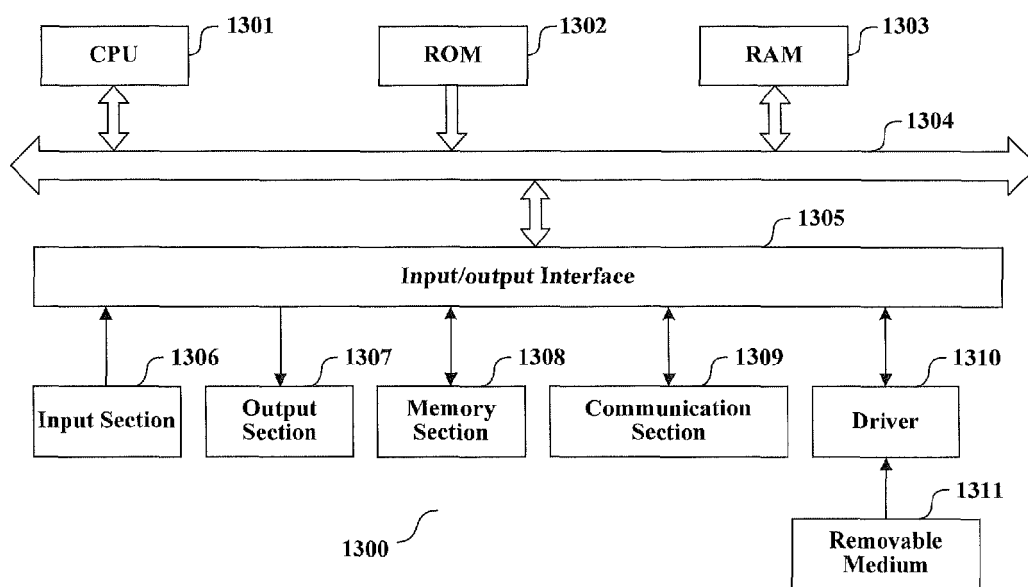 1301
1302
1303
CPU
ROM
RAM
1304
1305
Input/output Interface
1306
1307
1308
1309
1310
Input Section
Output
Section
Memory
Section
Communication
Section
Driver
1311
1300
Removable
Medium